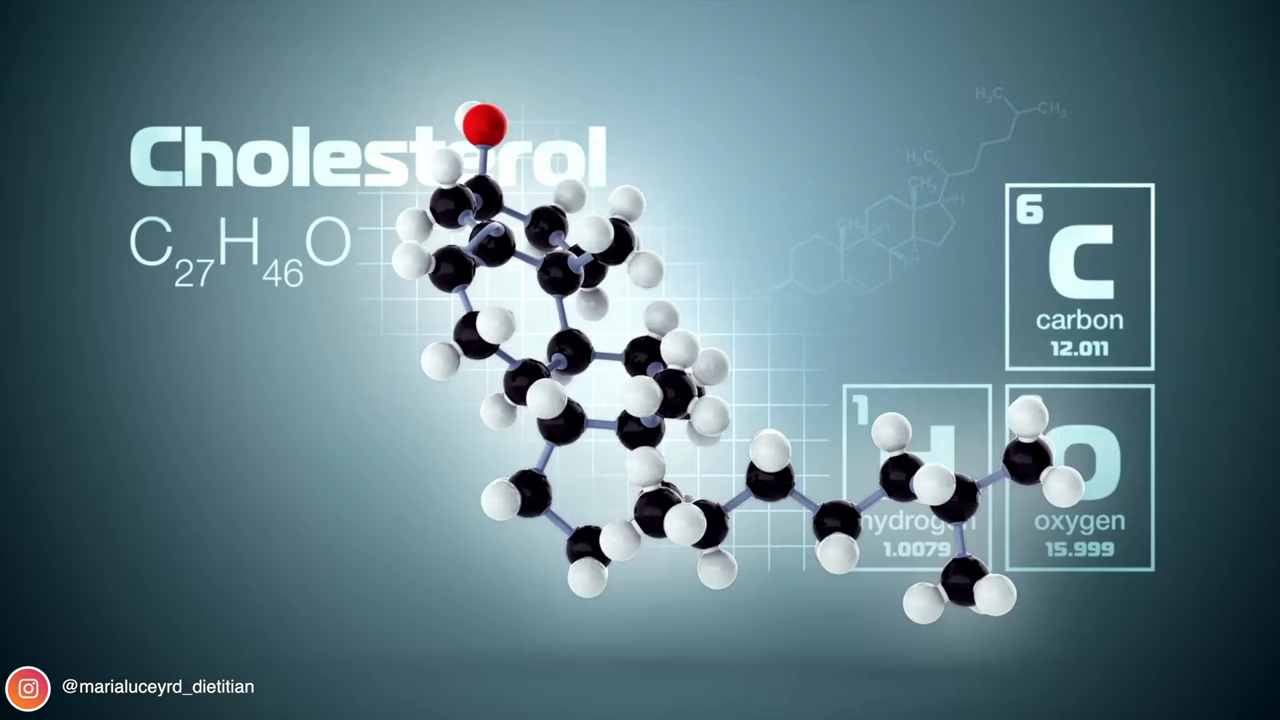 Cholesterol
C27H46O
H3C
CH3
H3C
CH3
CH3
H
H
6
C
carbon
12.011
1
H
hydrogen
1.0079
O
oxygen
15.999
@marialuceyrd_dietitian